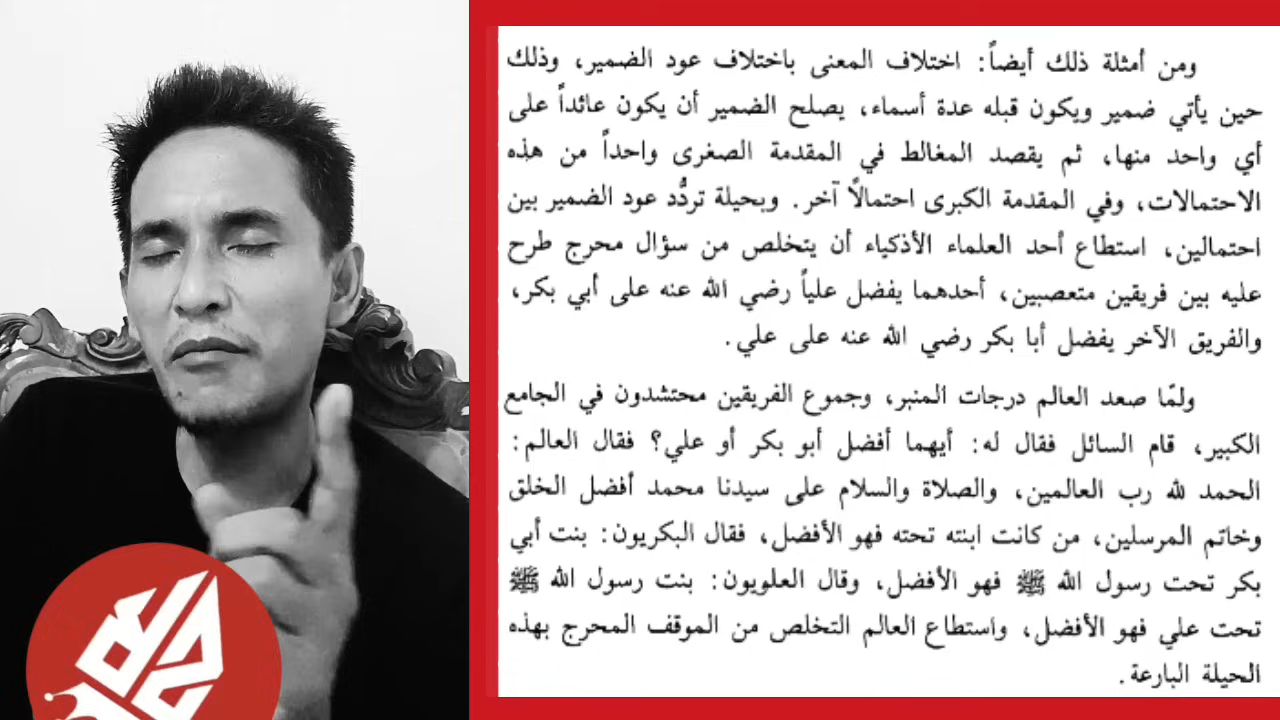 ومن أمثلة ذلك أيضاً: اختلاف المعنى باختلاف عود الضمير، وذلك
حين يأتي ضمير ويكون قبله عدة أسماء، يصلح الضمير أن يكون عائداً على
أي واحد منها، ثم يقصد المغالط في المقدمة الصغرى واحداً من هذه
الاحتمالات، وفي المقدمة الكبرى احتمالًا آخر. وبحيلة تردُّد عود الضمير بين
احتمالين، استطاع أحد العلماء الأذكياء أن يتخلص من سؤال محرج طرح
عليه بين فريقين متعصبين، أحدهما يفضل علياً رضي الله عنه على أبي بكر،
والفريق الآخر يفضل أبا بكر رضي الله عنه على علي.
ولمّا صعد العالم درجات المنبر، وجموع الفريقين محتشدون في الجامع
الكبير، قام السائل فقال له: أيهما أفضل أبو بكر أو علي؟ فقال العالم:
الحمد لله رب العالمين، والصلاة والسلام على سيدنا محمد أفضل الخلق
وخاتم المرسلين، من كانت ابنته تحته فهو الأفضل، فقال البكريون: بنت أبي
بكر تحت رسول الله ﷺ فهو الأفضل، وقال العلويون: بنت رسول الله ﷺ
تحت علي فهو الأفضل، واستطاع العالم التخلص من الموقف المحرج بهذه
الحيلة البارعة.